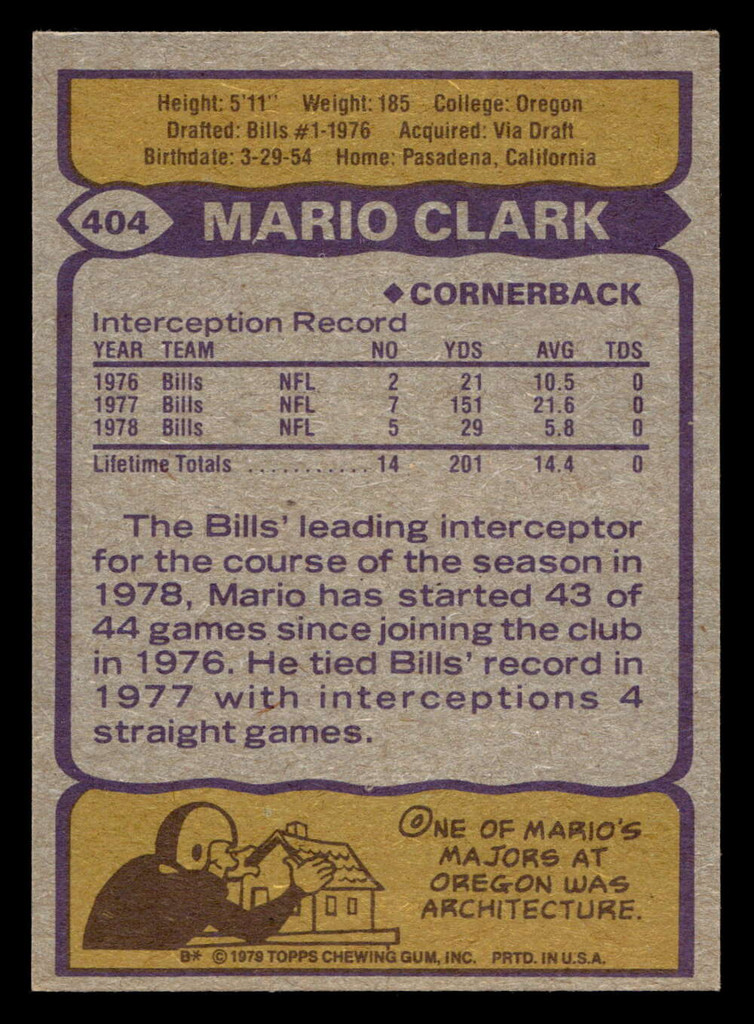 Height: 5'11" Weight: 185 College: Oregon
Drafted: Bills #1-1976 Acquired: Via Draft
Birthdate: 3-29-54 Home: Pasadena, California
404 MARIO CLARK
◆ CORNERBACK
Interception Record
YEAR TEAM NO YDS AVG TDS
1976 Bills NFL 2 21 10.5 0
1977 Bills NFL 7 151 21.6 0
1978 Bills NFL 5 29 5.8 0
Lifetime Totals ........... 14 201 14.4 0
The Bills' leading interceptor
for the course of the season in
1978, Mario has started 43 of
44 games since joining the club
in 1976. He tied Bills' record in
1977 with interceptions 4
straight games.
ONE OF MARIO'S
MAJORS AT
OREGON WAS
ARCHITECTURE.
B* © 1979 TOPPS CHEWING GUM, INC. PRTD. IN U.S.A.